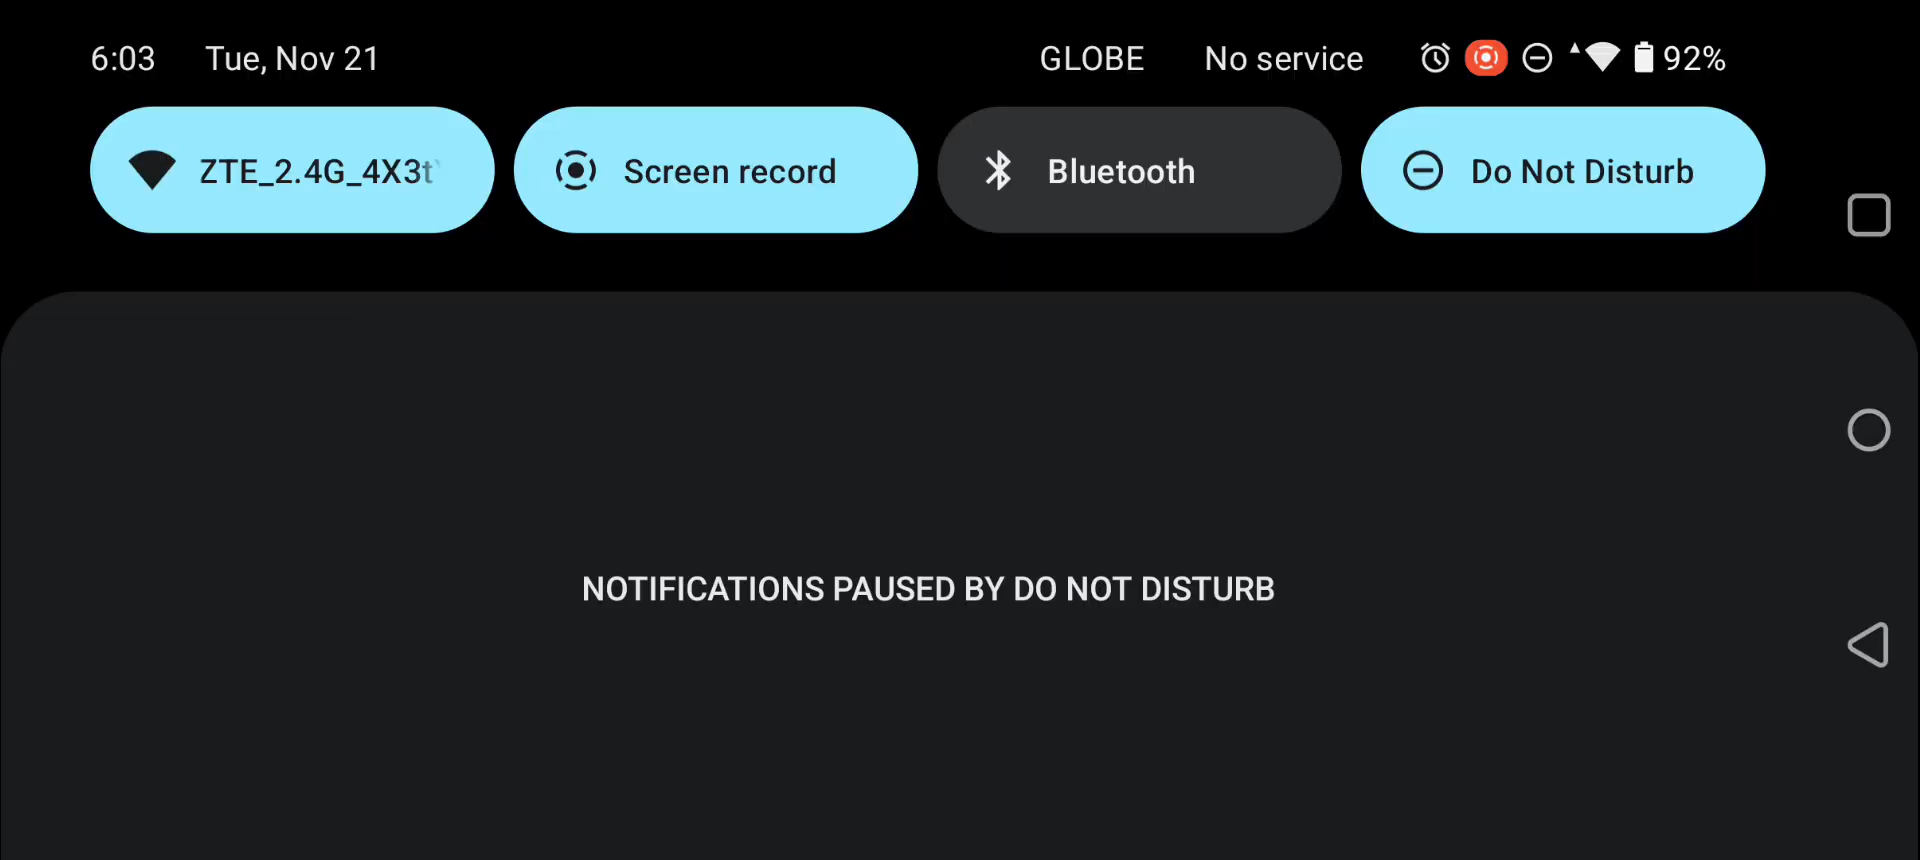 6:03 Tue, Nov 21 GLOBE No service 92%
ZTE_2.4G_4X3t Screen record Bluetooth Do Not Disturb
NOTIFICATIONS PAUSED BY DO NOT DISTURB